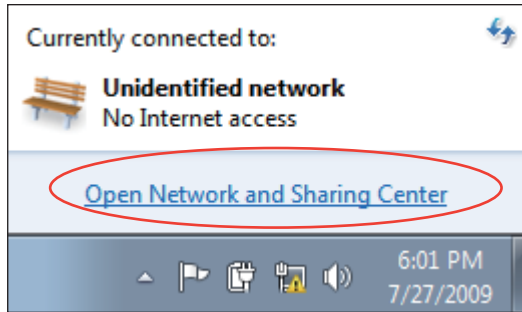 Currently connected to:
Unidentified network
No Internet access
Open Network and Sharing Center
6:01 PM
7/27/2009